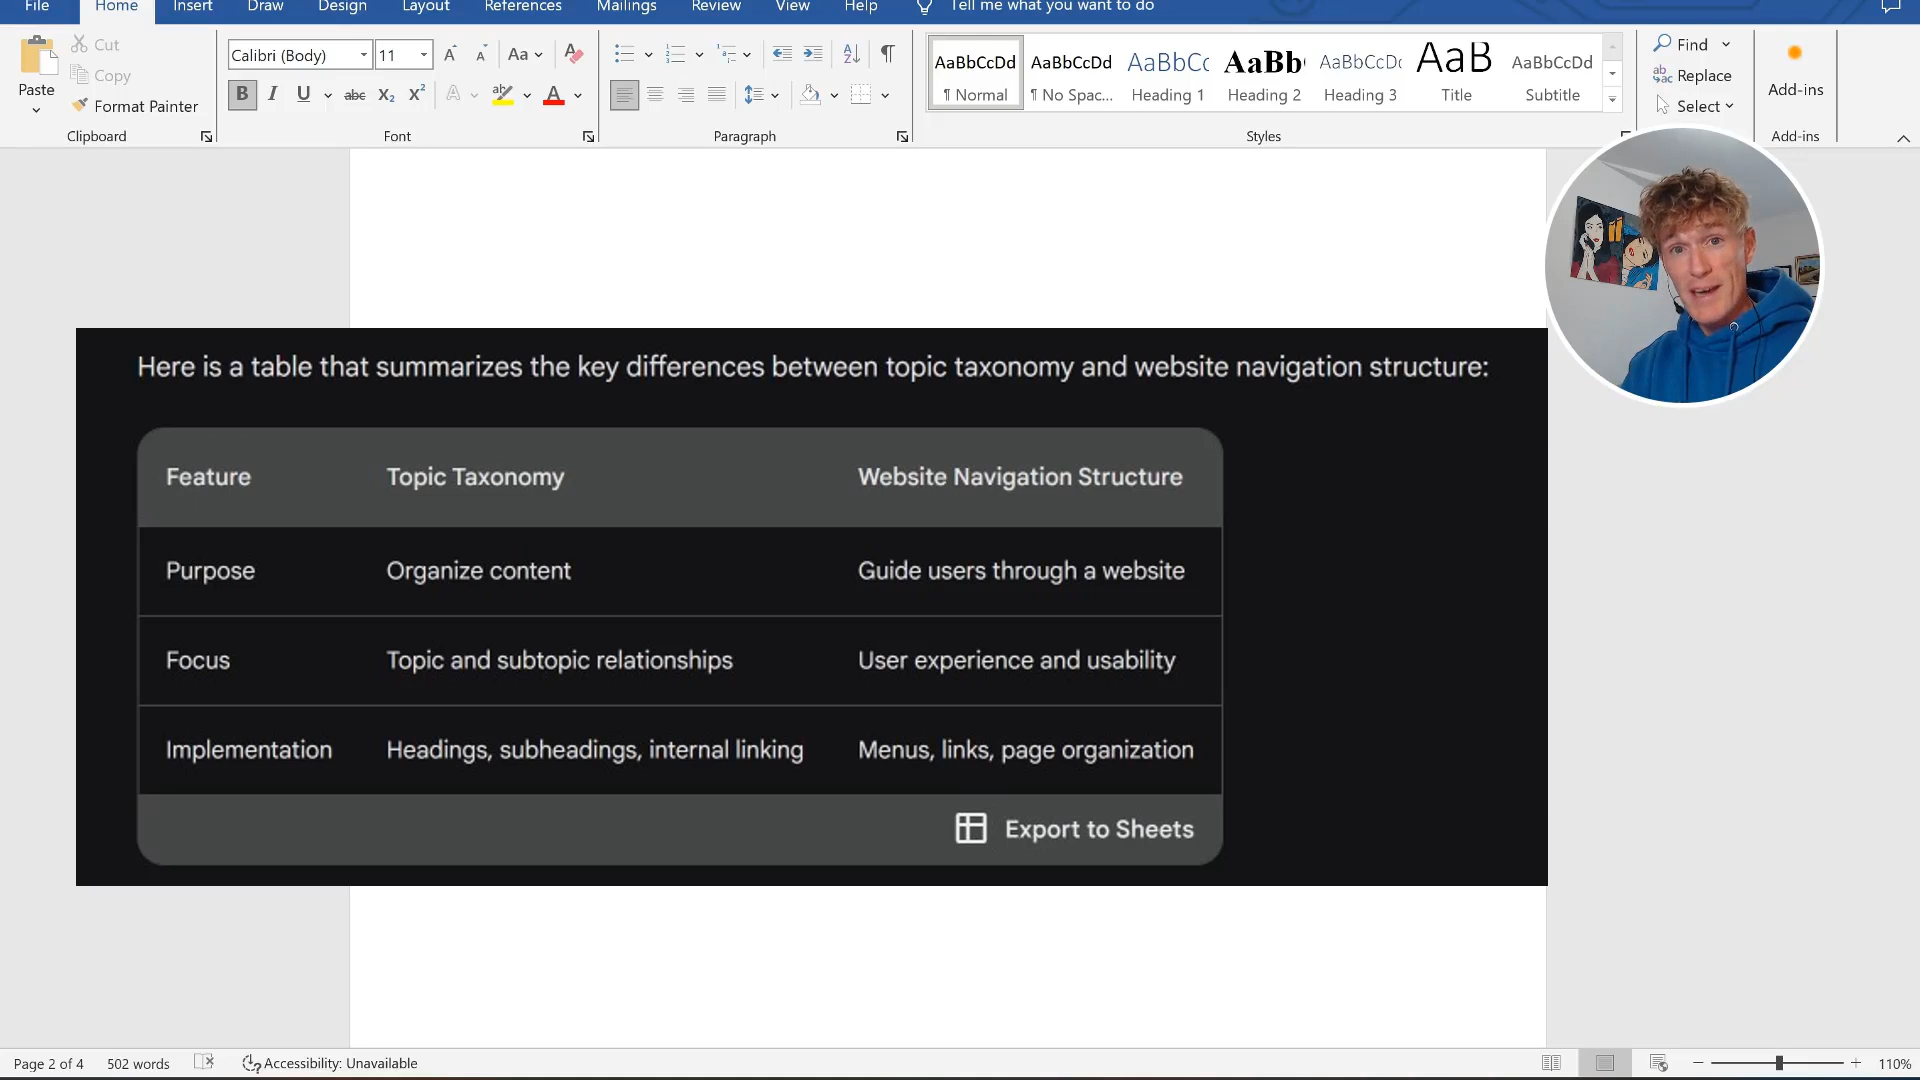 File Home Insert Draw Design Layout References Mailings Review View Help Tell me what you want to do
Paste
Cut
Copy
Format Painter
Clipboard
Calibri (Body) 11
Aa
B I U abc X₂ X² A A
Font
Paragraph
AaBbCcDd AaBbCcDd AaBbCc AaBb( AaBbCcD( AaB AaBbCcDd
¶ Normal ¶ No Spac... Heading 1 Heading 2 Heading 3 Title Subtitle
Styles
Find
Replace
Select
Add-ins
Add-ins
Here is a table that summarizes the key differences between topic taxonomy and website navigation structure:
Feature Topic Taxonomy Website Navigation Structure
Purpose Organize content Guide users through a website
Focus Topic and subtopic relationships User experience and usability
Implementation Headings, subheadings, internal linking Menus, links, page organization
Export to Sheets
Page 2 of 4 502 words Accessibility: Unavailable 110%